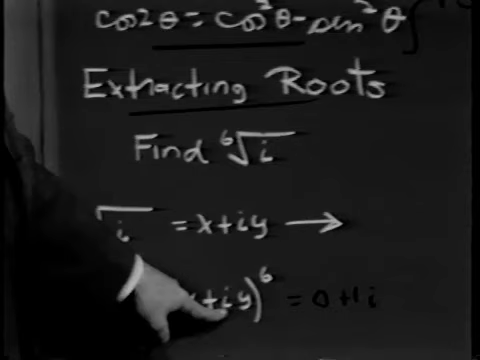 cos2θ = cos²θ - sin²θ
Extracting Roots
Find ⁶√i
√i = x+iy →
+iy)⁶ = 0+1i